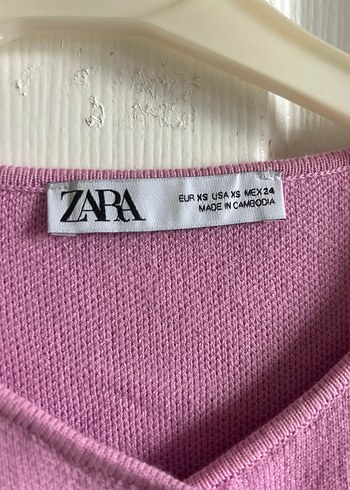 ZARA
EUR XS USA XS MEX 24
MADE IN CAMBODIA